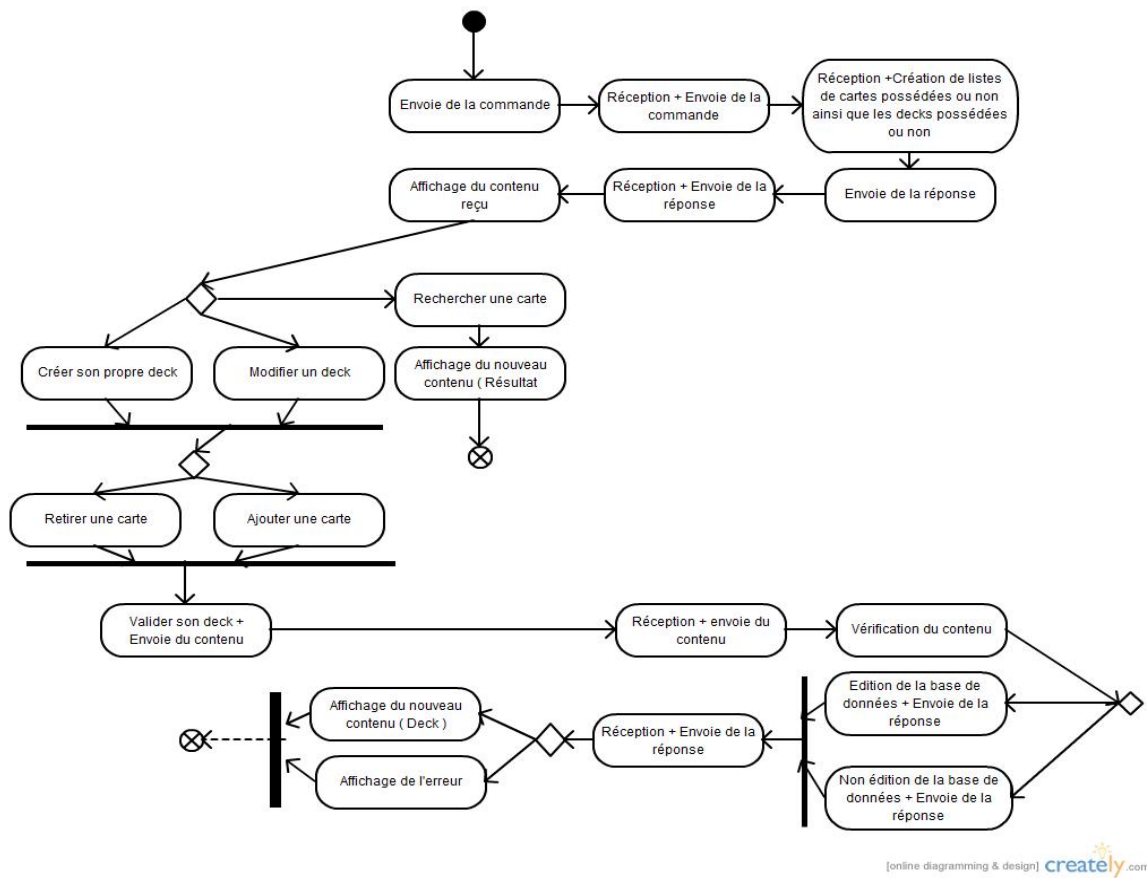 Envoie de la commande
Réception + Envoie de la
commande
Réception +Création de listes
de cartes possédées ou non
ainsi que les decks possédées
ou non
Affichage du contenu
reçu
Réception + Envoie de la
réponse
Envoie de la réponse
Rechercher une carte
Créer son propre deck
Modifier un deck
Affichage du nouveau
contenu ( Résultat
Retirer une carte
Ajouter une carte
Valider son deck +
Envoie du contenu
Réception + envoie du
contenu
Vérification du contenu
Edition de la base de
données + Envoie de la
réponse
Affichage du nouveau
contenu ( Deck )
Réception + Envoie de la
réponse
Affichage de l'erreur
Non édition de la base de
données + Envoie de la
réponse
[online diagramming & design] creately.com